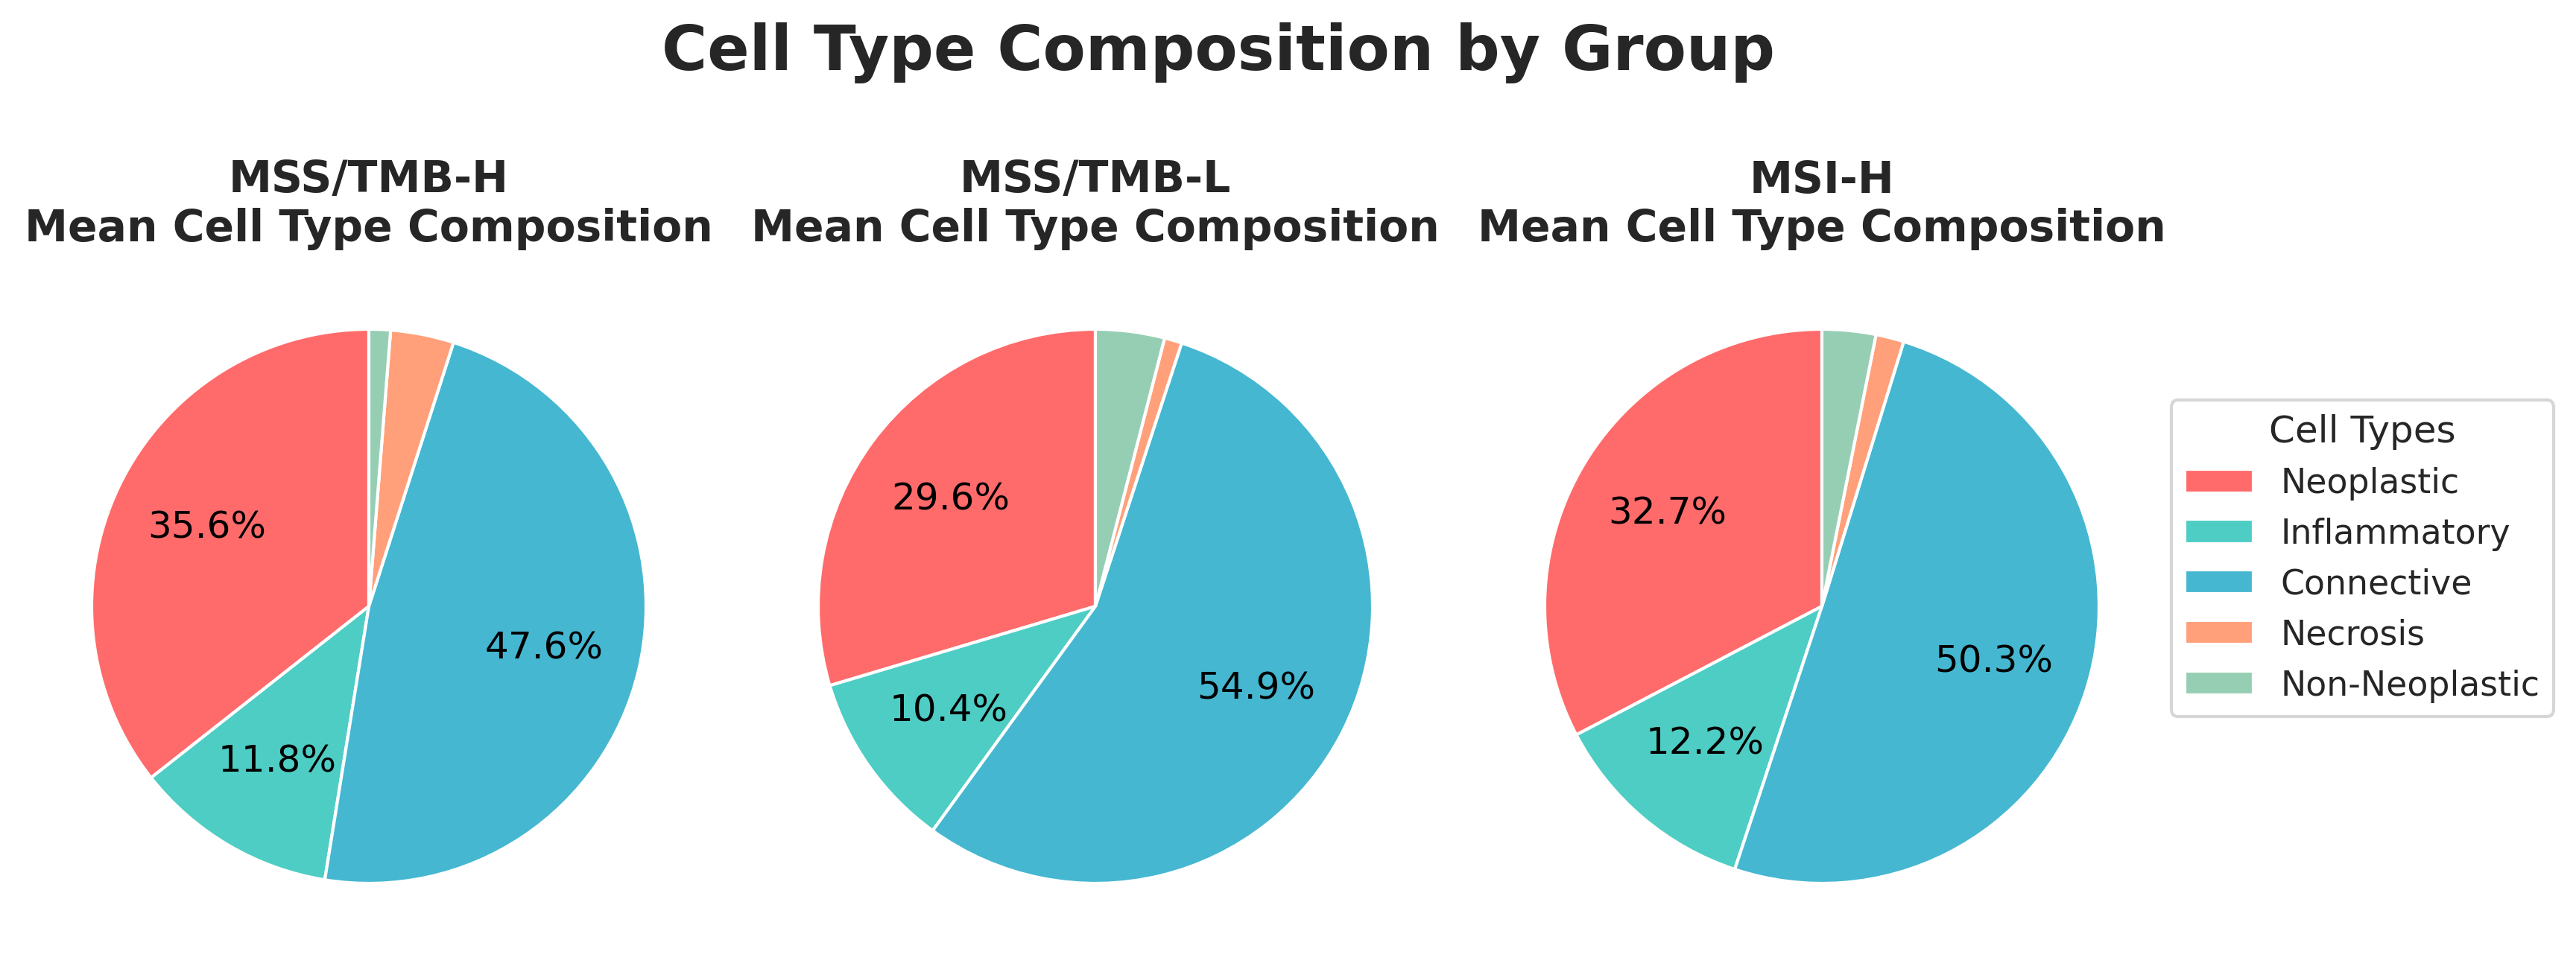 Cell Type Composition by Group
MSS/TMB-H
Mean Cell Type Composition
35.6%
11.8%
47.6%
MSS/TMB-L
Mean Cell Type Composition
29.6%
10.4%
54.9%
MSI-H
Mean Cell Type Composition
32.7%
12.2%
50.3%
Cell Types
Neoplastic
Inflammatory
Connective
Necrosis
Non-Neoplastic